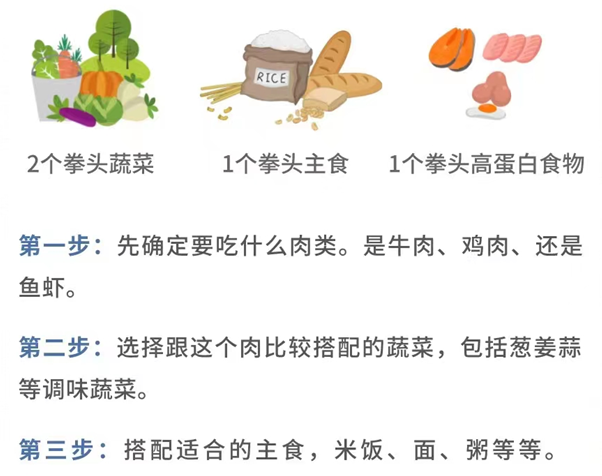 RICE
2个拳头蔬菜 1个拳头主食 1个拳头高蛋白食物
第一步：先确定要吃什么肉类。是牛肉、鸡肉、还是
鱼虾。
第二步：选择跟这个肉比较搭配的蔬菜，包括葱姜蒜
等调味蔬菜。
第三步：搭配适合的主食，米饭、面、粥等等。